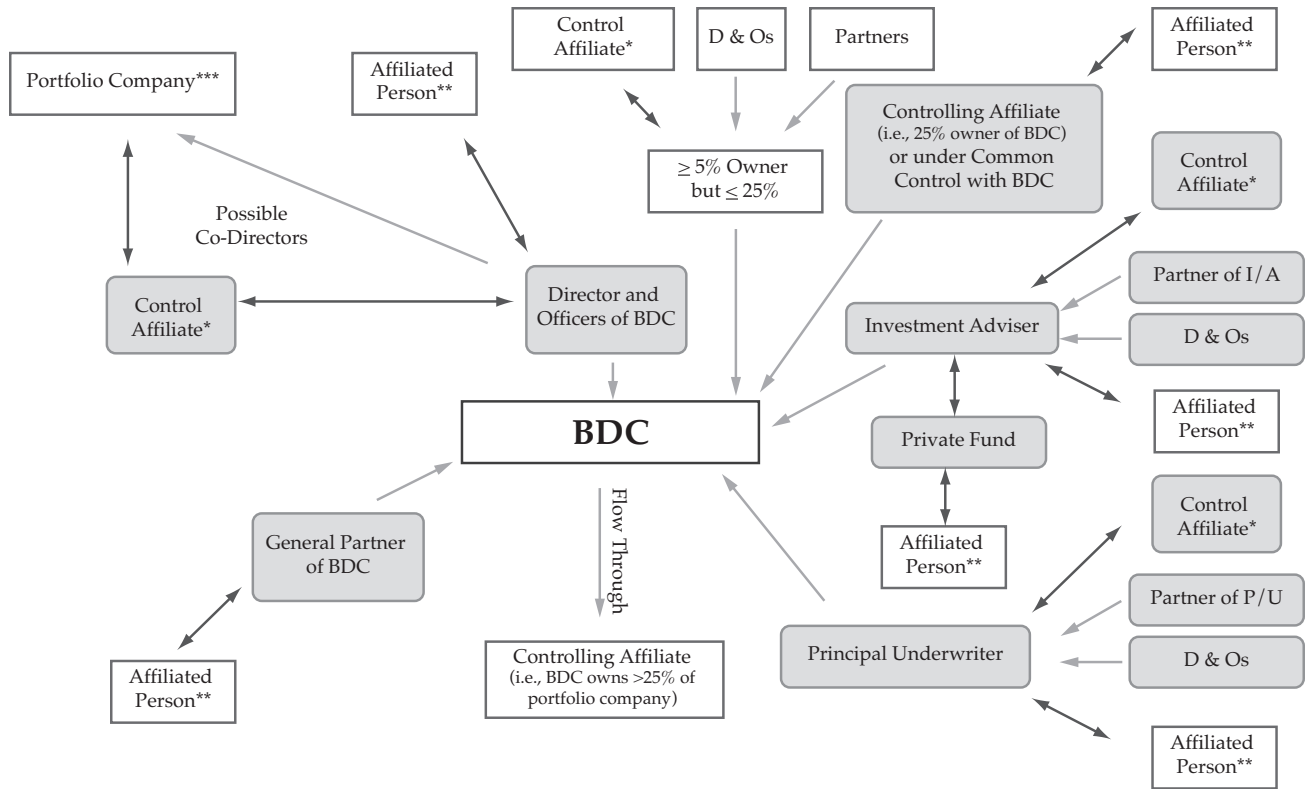 Control
Affiliate*
D & Os
Partners
Affiliated
Person**
Portfolio Company***
Affiliated
Person**
Controlling Affiliate
(i.e., 25% owner of BDC)
or under Common
Control with BDC
≥ 5% Owner
but ≤ 25%
Control
Affiliate*
Possible
Co-Directors
Control
Affiliate*
Director and
Officers of BDC
Investment Adviser
Partner of I/A
D & Os
BDC
Private Fund
Affiliated
Person**
Flow Through
General Partner
of BDC
Affiliated
Person**
Control
Affiliate*
Partner of P/U
D & Os
Principal Underwriter
Affiliated
Person**
Controlling Affiliate
(i.e., BDC owns >25% of
portfolio company)
Affiliated
Person**